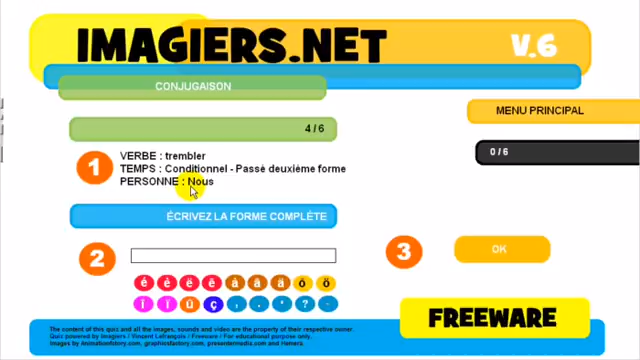 IMAGIERS.NET
V.6
CONJUGAISON
MENU PRINCIPAL
4 / 6
0 / 6
1
VERBE : trembler
TEMPS : Conditionnel - Passé deuxième forme
PERSONNE : Nous
ÉCRIVEZ LA FORME COMPLÈTE
2
3
OK
FREEWARE
The content of this quiz and all the images, sounds and video are the property of their respective owner.
Quiz powered by Imagiers / Vincent Lefrançois / Freeware / For educational purpose only.
Images by Animationfatory.com, graphicsfactory.com, presentermedia.com and Hemera.